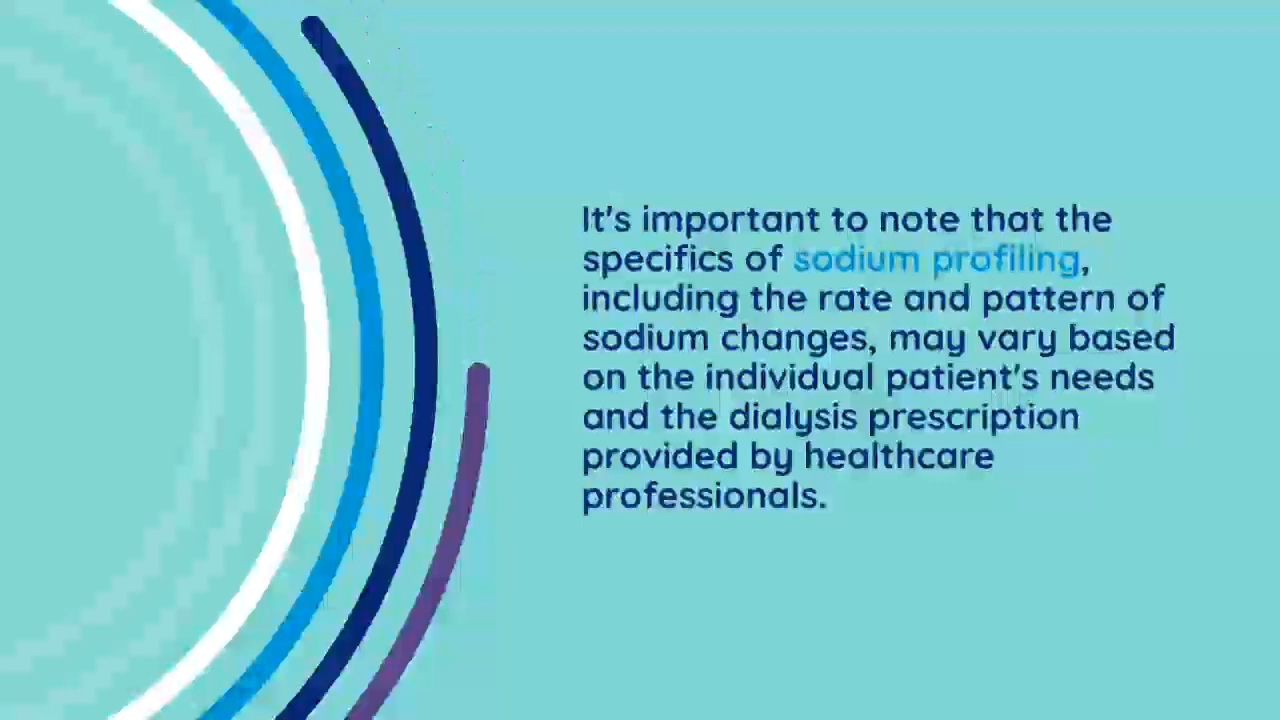 It's important to note that the
specifics of sodium profiling,
including the rate and pattern of
sodium changes, may vary based
on the individual patient's needs
and the dialysis prescription
provided by healthcare
professionals.